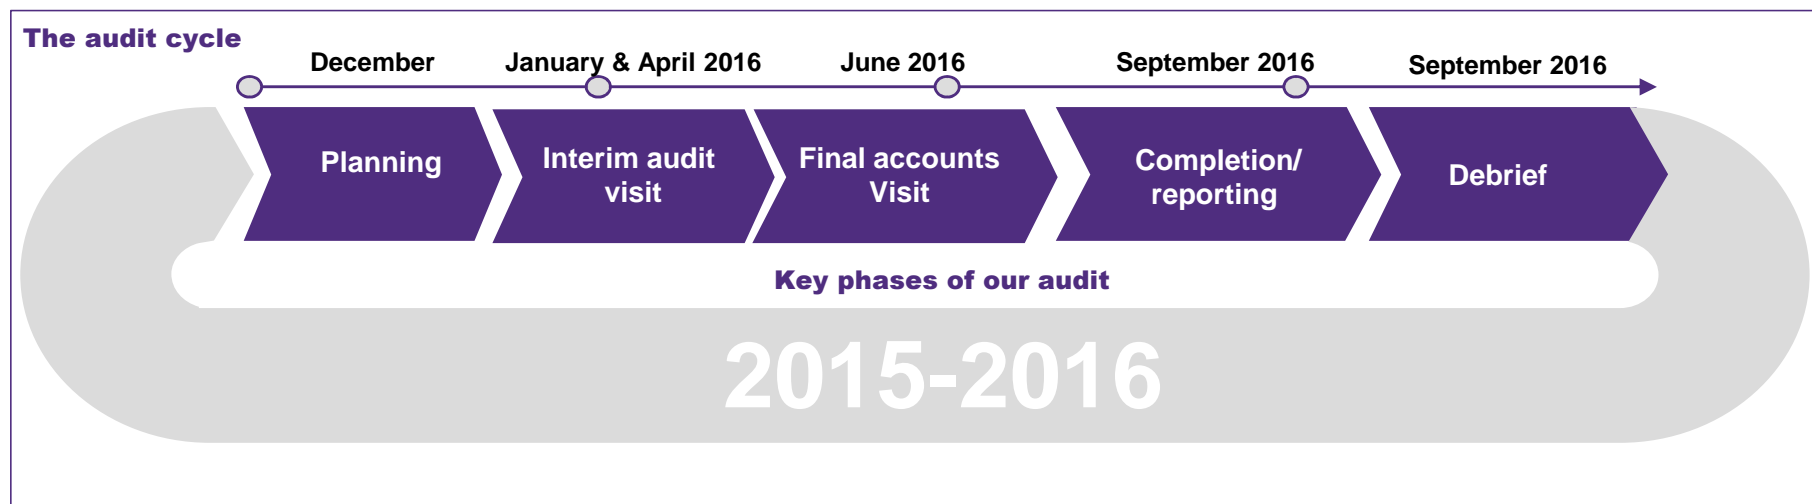 The audit cycle
December
January & April 2016
June 2016
September 2016
September 2016
Planning
Interim audit
visit
Final accounts
Visit
Completion/
reporting
Debrief
Key phases of our audit
2015-2016